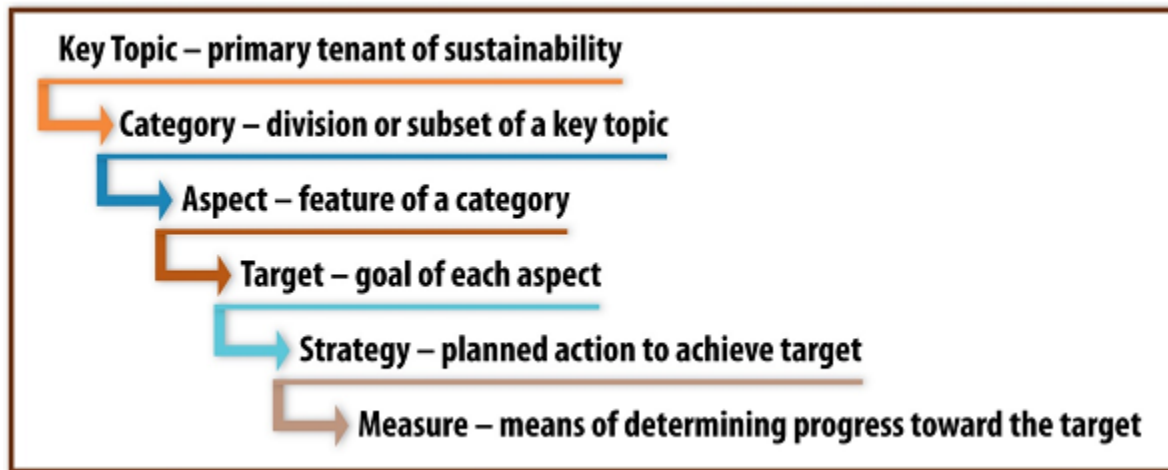 Key Topic – primary tenant of sustainability
Category – division or subset of a key topic
Aspect – feature of a category
Target – goal of each aspect
Strategy – planned action to achieve target
Measure – means of determining progress toward the target